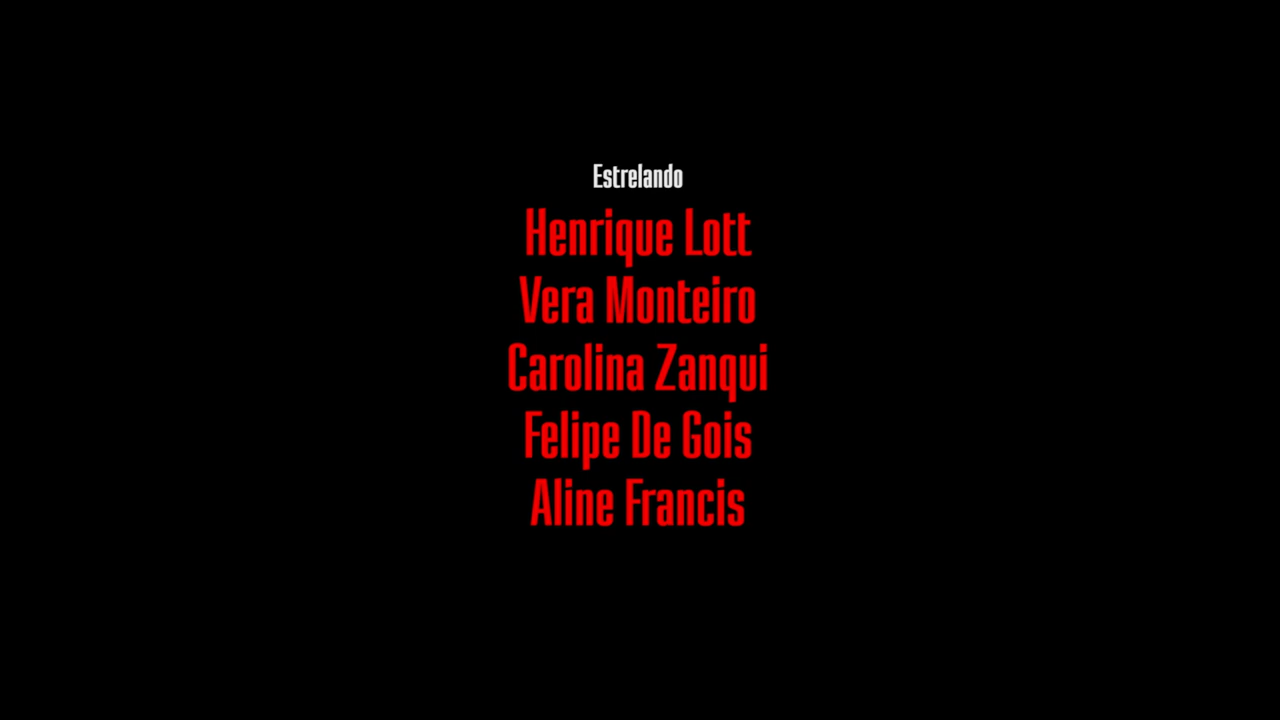 Estrelando
Henrique Lott
Vera Monteiro
Carolina Zanqui
Felipe De Gois
Aline Francis